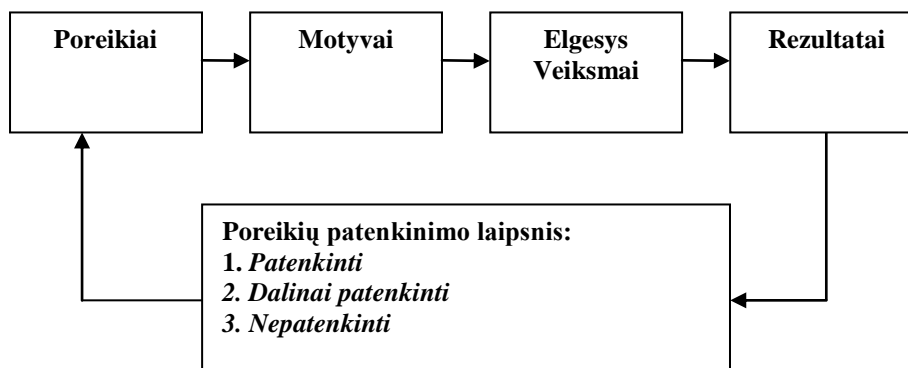 Poreikiai
Motyvai
Elgesys
Veiksmai
Rezultatai
Poreikių patenkinimo laipsnis:
1. Patenkinti
2. Dalinai patenkinti
3. Nepatenkinti